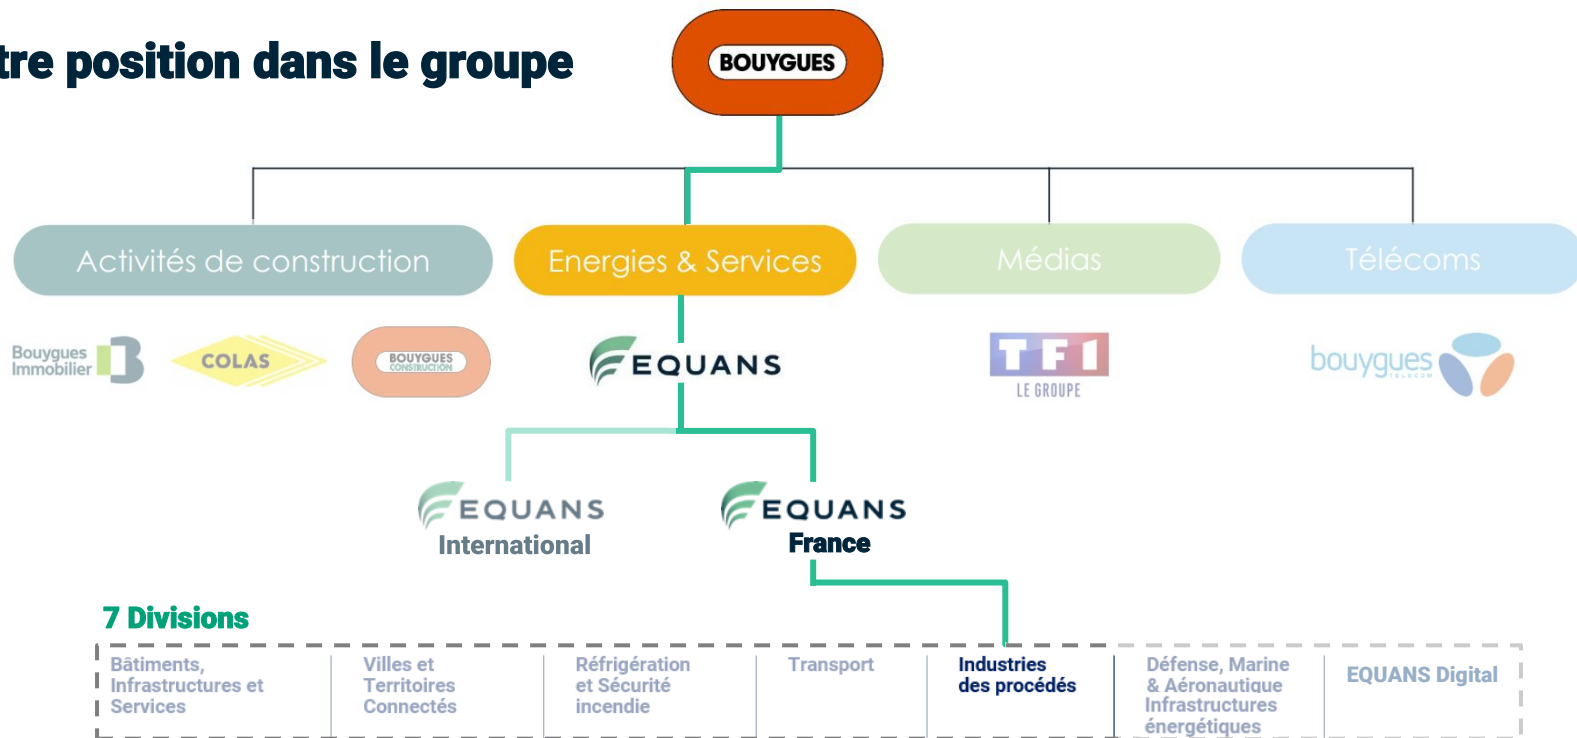 tre position dans le groupe
BOUYGUES
Activités de construction
Energies & Services
Médias
Télécoms
Bouygues
Immobilier
COLAS
BOUYGUES
CONSTRUCTION
EQUANS
TF1
LE GROUPE
bouygues
TELECOM
EQUANS
International
EQUANS
France
7 Divisions
Bâtiments,
Infrastructures et
Services
Villes et
Territoires
Connectés
Réfrigération
et Sécurité
incendie
Transport
Industries
des procédés
Défense, Marine
& Aéronautique
Infrastructures
énergétiques
EQUANS Digital